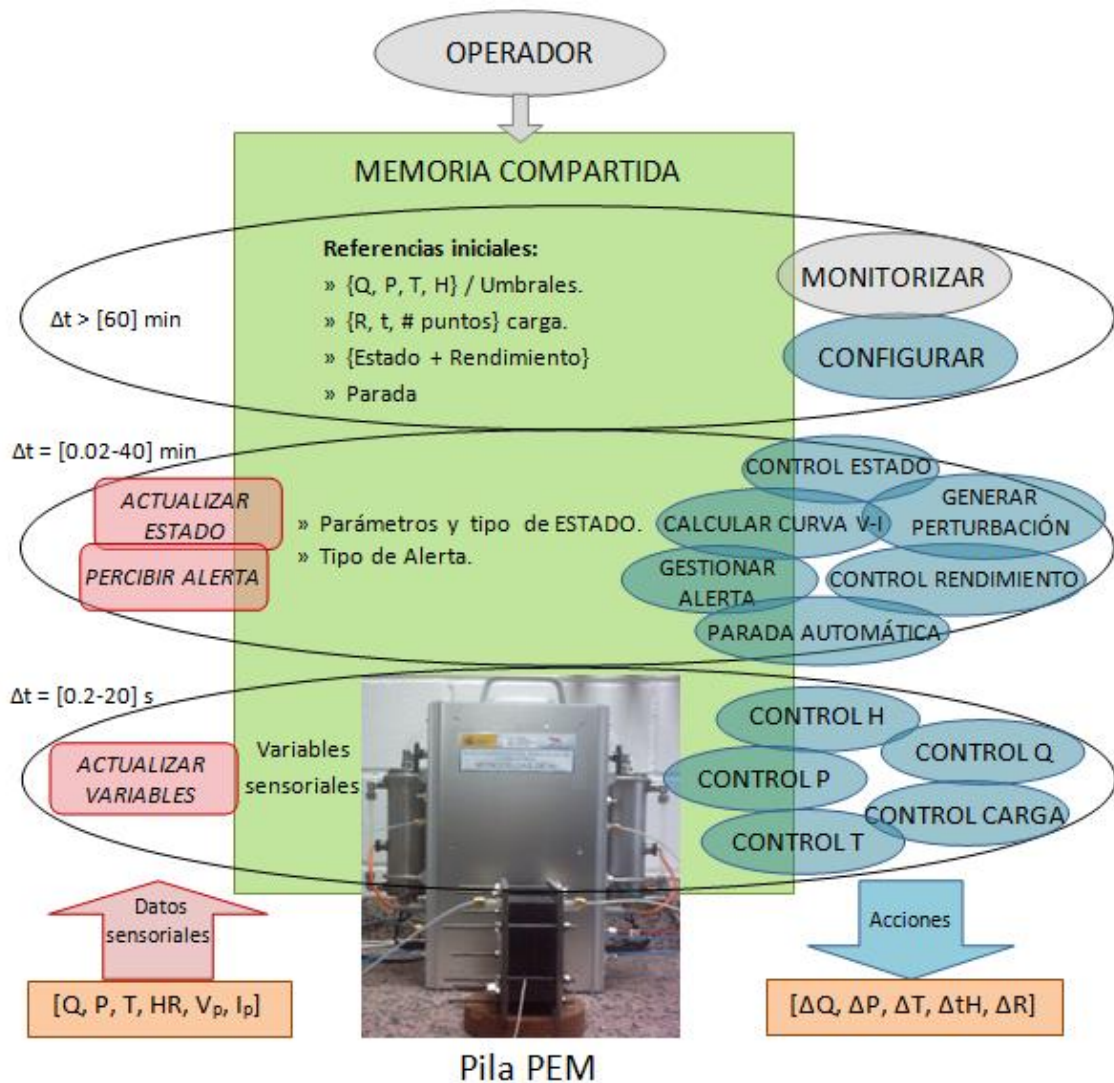 OPERADOR
MEMORIA COMPARTIDA
Referencias iniciales:
» {Q, P, T, H} / Umbrales.
» {R, t, # puntos} carga.
» {Estado + Rendimiento}
» Parada
Δt > [60] min
MONITORIZAR
CONFIGURAR
Δt = [0.02-40] min
ACTUALIZAR
ESTADO
PERCIBIR ALERTA
» Parámetros y tipo de ESTADO.
» Tipo de Alerta.
CONTROL ESTADO
GENERAR
PERTURBACIÓN
CALCULAR CURVA V-I
GESTIONAR
ALERTA
CONTROL RENDIMIENTO
PARADA AUTOMÁTICA
Δt = [0.2-20] s
ACTUALIZAR
VARIABLES
Variables
sensoriales
CONTROL H
CONTROL Q
CONTROL P
CONTROL CARGA
CONTROL T
Datos
sensoriales
Acciones
[Q, P, T, HR, Vp, Ip]
[ΔQ, ΔP, ΔT, ΔtH, ΔR]
Pila PEM